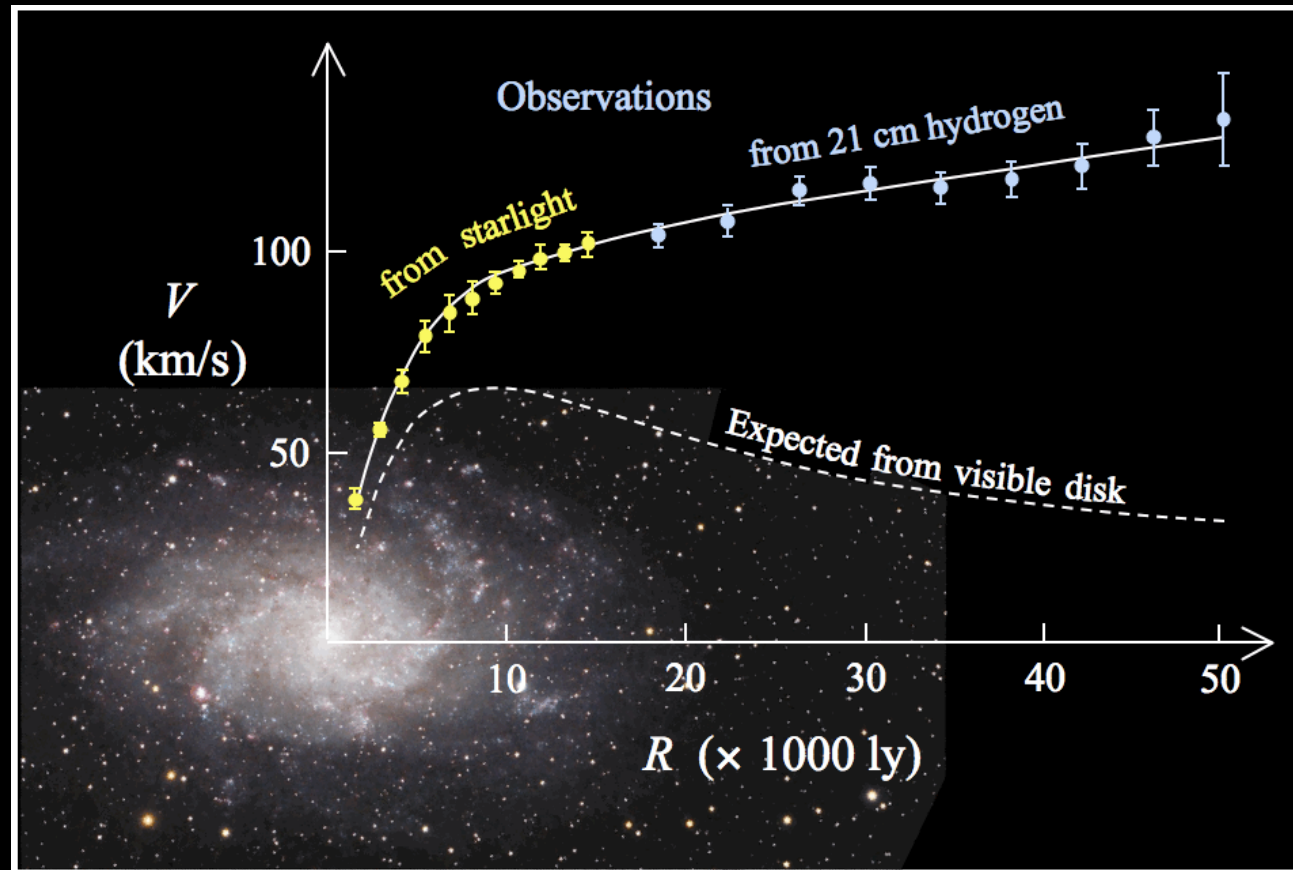 Observations
from 21 cm hydrogen
from starlight
100
V
(km/s)
50
Expected from visible disk
10 20 30 40 50
R (× 1000 ly)